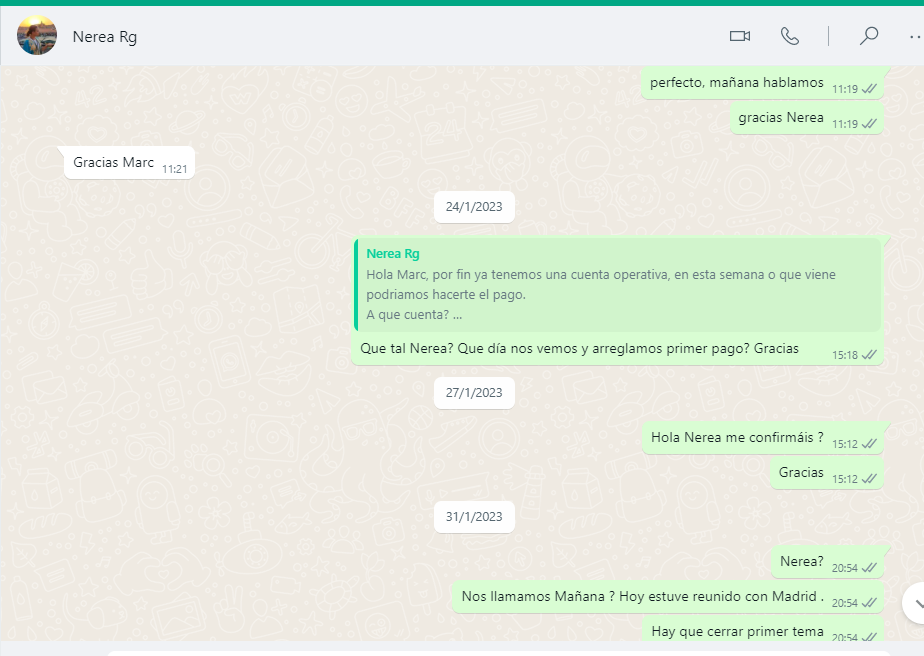 Nerea Rg
perfecto, mañana hablamos 11:19
gracias Nerea 11:19
Gracias Marc 11:21
24/1/2023
Nerea Rg
Hola Marc, por fin ya tenemos una cuenta operativa, en esta semana o que viene
podriamos hacerte el pago.
A que cuenta? ...
Que tal Nerea? Que día nos vemos y arreglamos primer pago? Gracias 15:18
27/1/2023
Hola Nerea me confirmáis ? 15:12
Gracias 15:12
31/1/2023
Nerea? 20:54
Nos llamamos Mañana ? Hoy estuve reunido con Madrid . 20:54
Hay que cerrar primer tema 20:54